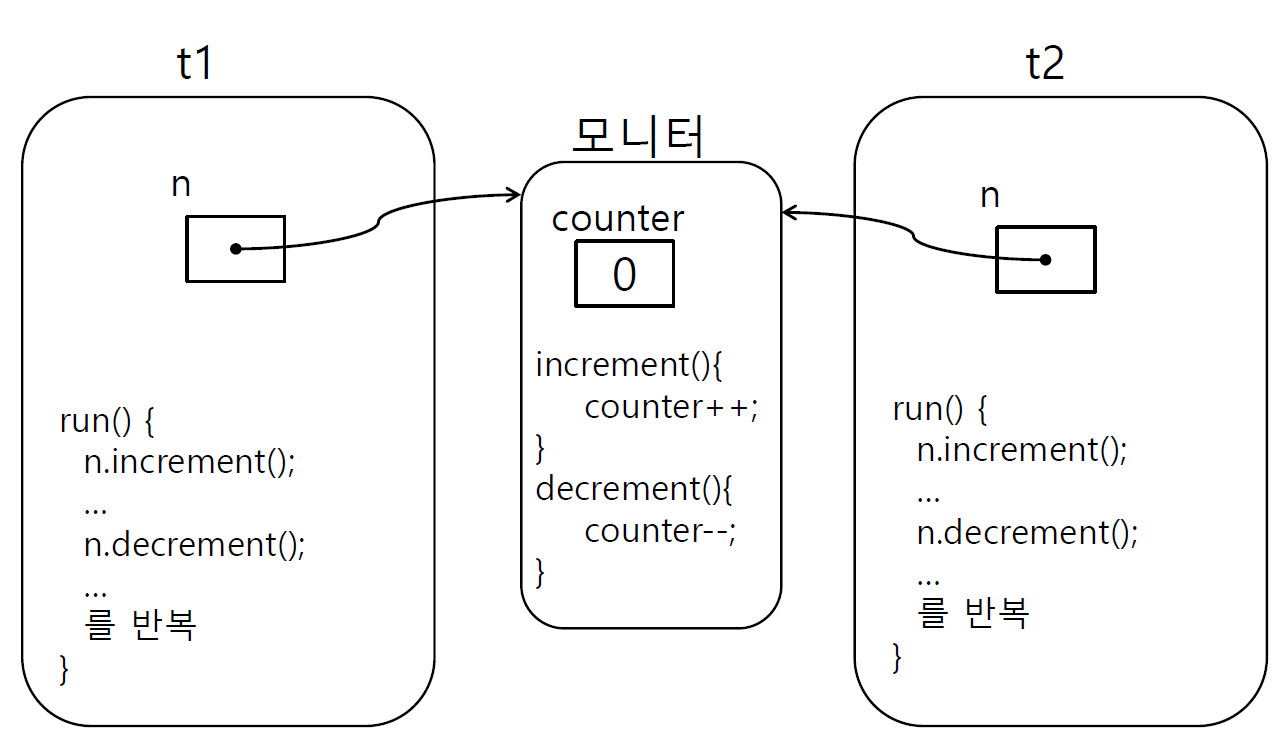 t1
n
run() {
n.increment();
...
n.decrement();
...
를 반복
}
모니터
counter
0
increment(){
counter++;
}
decrement(){
counter--;
}
t2
n
run() {
n.increment();
...
n.decrement();
...
를 반복
}